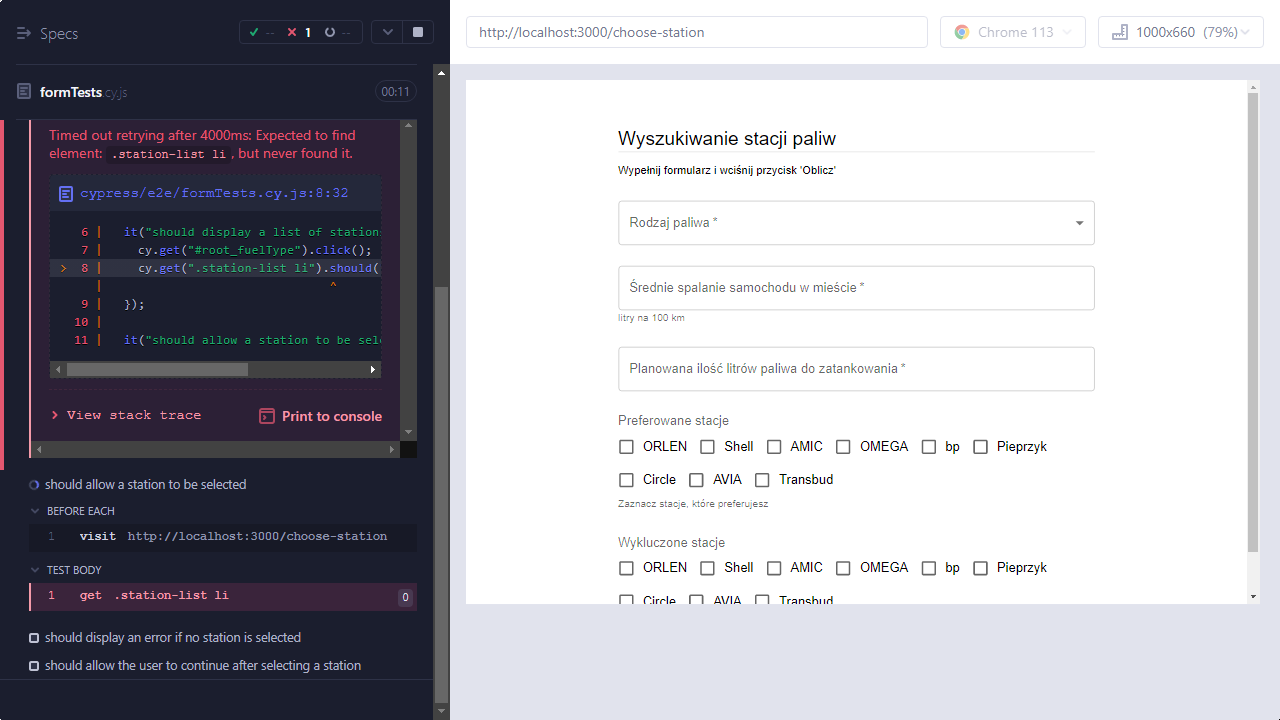 Specs
-- 1 --
formTests.cy.js 00:11
Timed out retrying after 4000ms: Expected to find
element: .station-list li , but never found it.
cypress/e2e/formTests.cy.js:8:32
6 | it("should display a list of station
7 | cy.get("#root_fuelType").click();
> 8 | cy.get(".station-list li").should(
| ^
9 | });
10 |
11 | it("should allow a station to be sel
View stack trace Print to console
should allow a station to be selected
BEFORE EACH
1 visit http://localhost:3000/choose-station
TEST BODY
1 get .station-list li 0
should display an error if no station is selected
should allow the user to continue after selecting a station
http://localhost:3000/choose-station Chrome 113 1000x660 (79%)
Wyszukiwanie stacji paliw
Wypełnij formularz i wciśnij przycisk 'Oblicz'
Rodzaj paliwa *
Średnie spalanie samochodu w mieście *
litry na 100 km
Planowana ilość litrów paliwa do zatankowania *
Preferowane stacje
ORLEN Shell AMIC OMEGA bp Pieprzyk
Circle AVIA Transbud
Zaznacz stacje, które preferujesz
Wykluczone stacje
ORLEN Shell AMIC OMEGA bp Pieprzyk
Circle AVIA Transbud